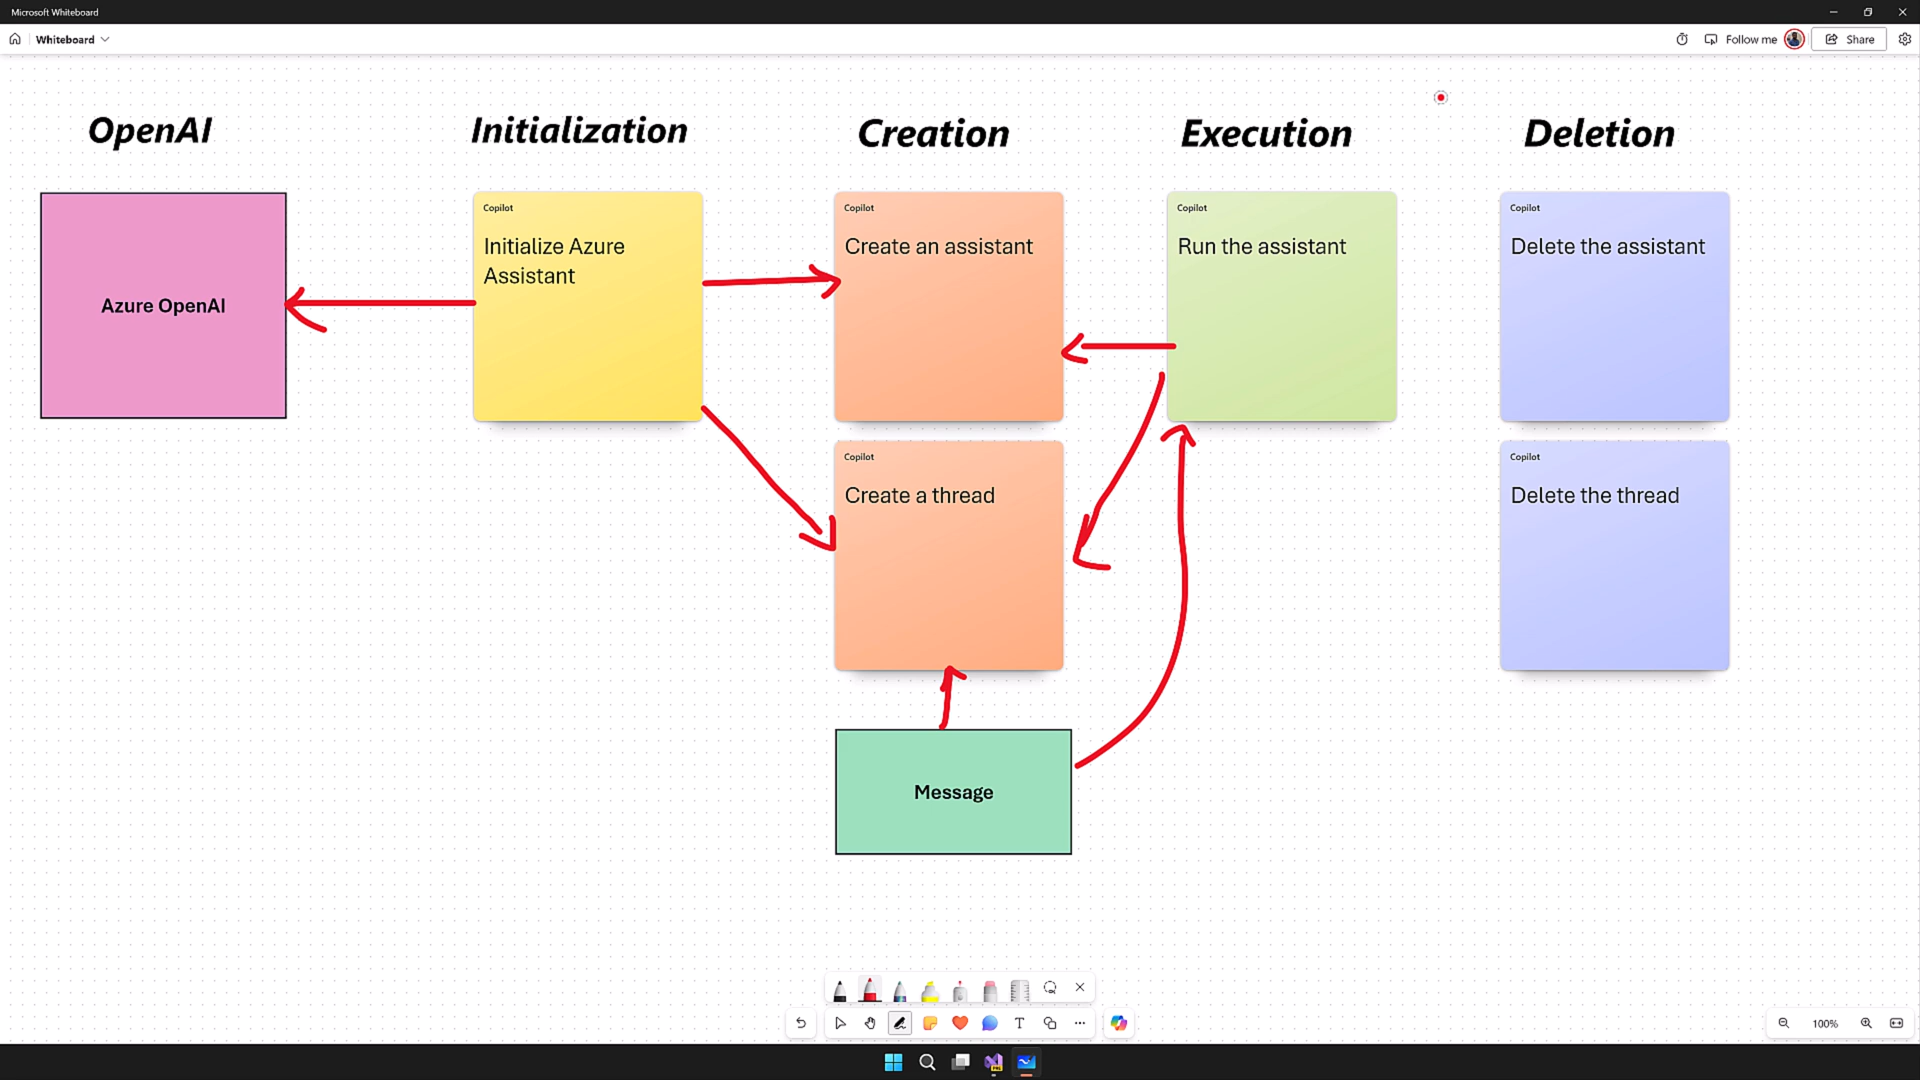 Microsoft Whiteboard
Whiteboard
Follow me
Share
OpenAI
Initialization
Creation
Execution
Deletion
Azure OpenAI
Copilot
Initialize Azure
Assistant
Copilot
Create an assistant
Copilot
Run the assistant
Copilot
Delete the assistant
Copilot
Create a thread
Copilot
Delete the thread
Message
100%